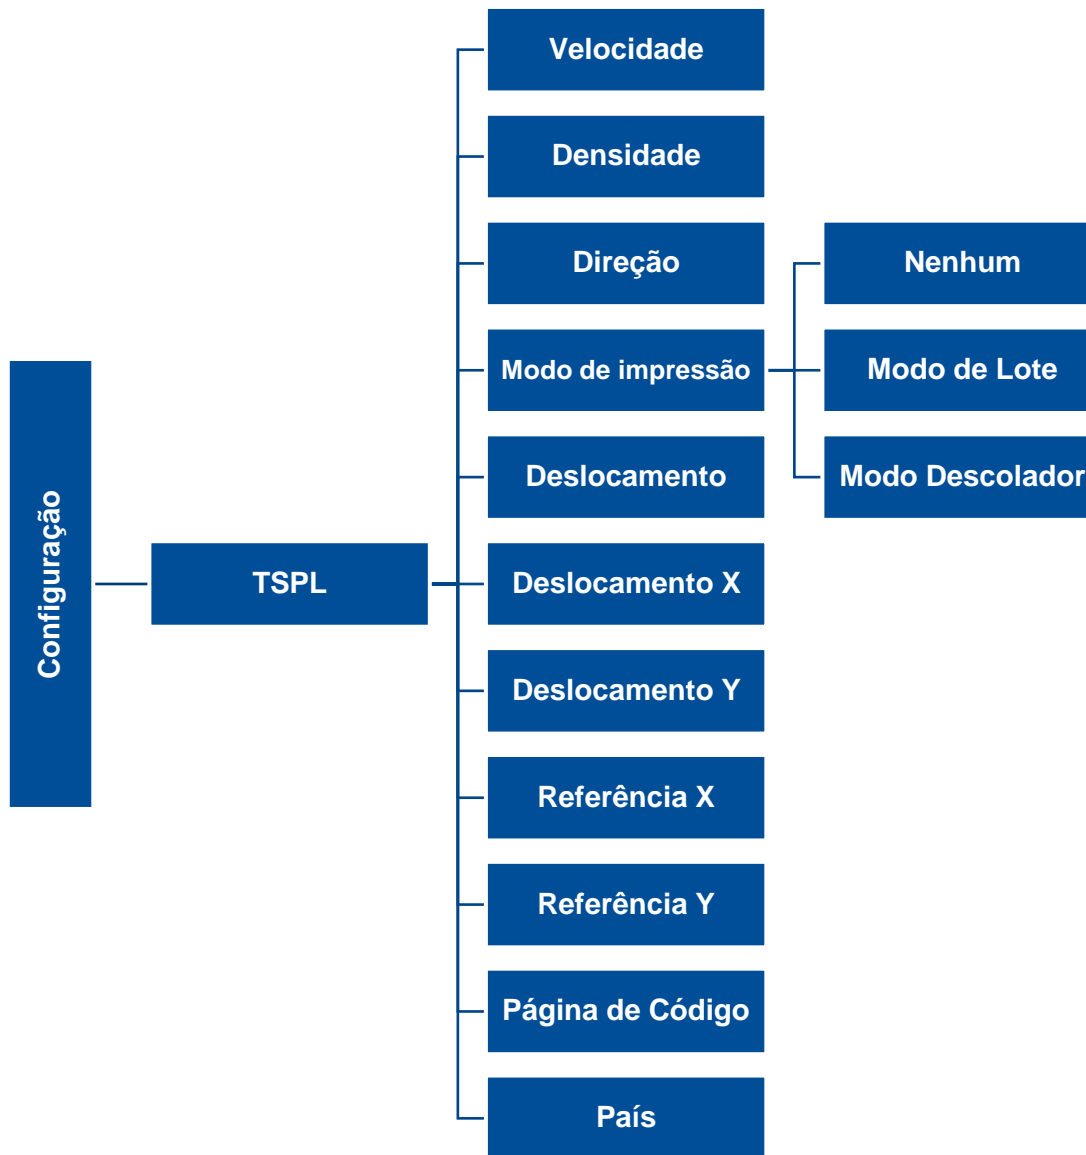 Configuração
TSPL
Velocidade
Densidade
Direção
Modo de impressão
Nenhum
Modo de Lote
Modo Descolador
Deslocamento
Deslocamento X
Deslocamento Y
Referência X
Referência Y
Página de Código
País